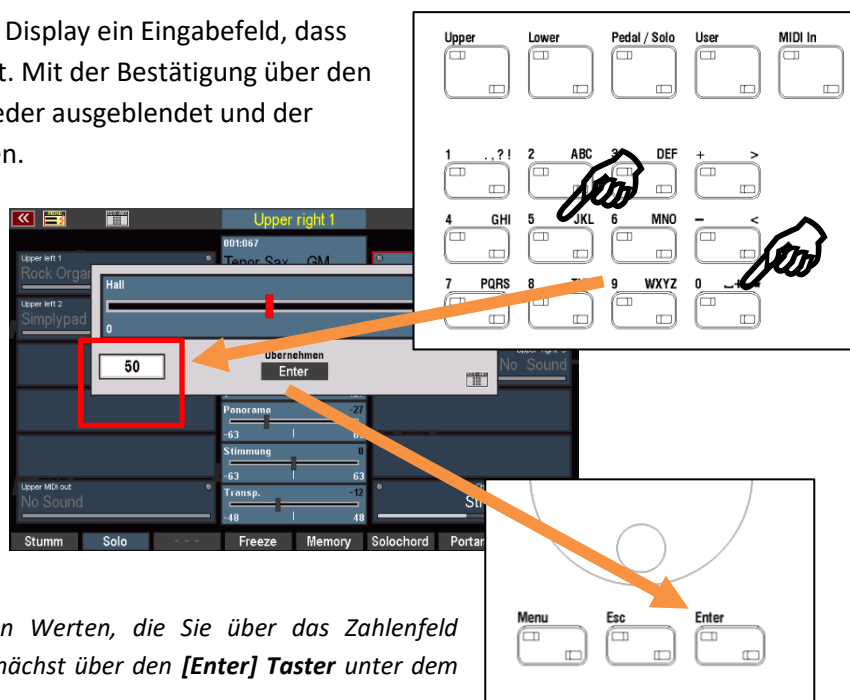 Display ein Eingabefeld, dass
t. Mit der Bestätigung über den
eder ausgeblendet und der
en.
Upper Lower Pedal / Solo User MIDI In
1 .,?! 2 ABC 3 DEF + >
4 GHI 5 JKL 6 MNO – <
7 PQRS 8 9 WXYZ 0
Upper right 1
001:067
Upper left 1
Rock Orga
Tenor Sax GM
Upper left 2
Simplypad
Hall
0
50
Übernehmen
Enter
No Sound
Panorama -27
-63
Stimmung 0
-63 63
Upper MIDI out
No Sound
Transp. -12
-48 48
Stumm Solo - - - Freeze Memory Solochord Portar
Menu Esc Enter
n Werten, die Sie über das Zahlenfeld
nächst über den [Enter] Taster unter dem